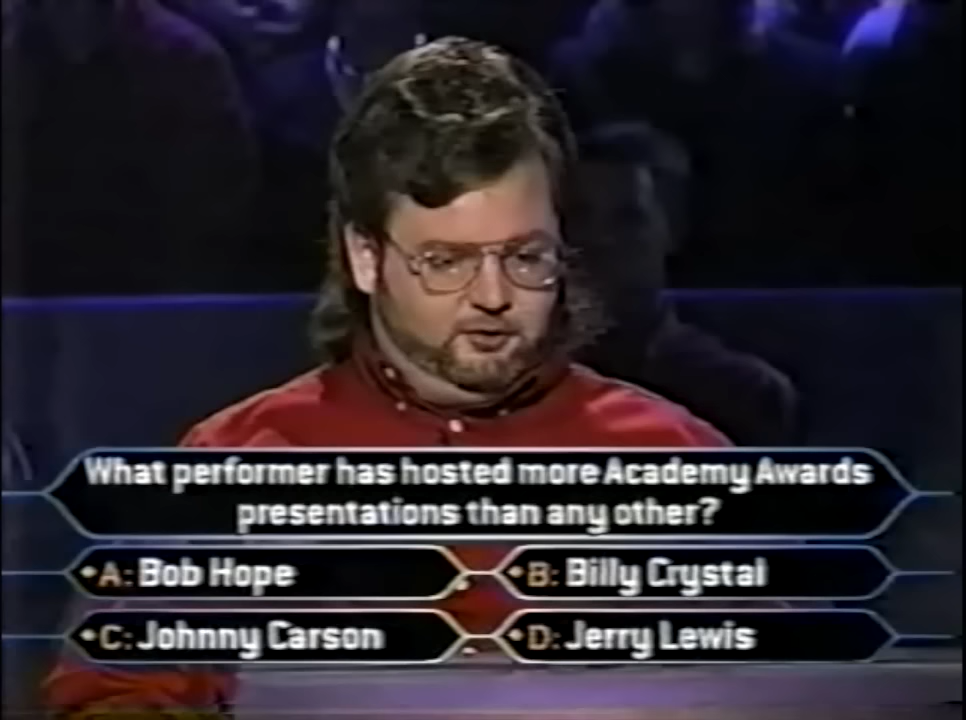 What performer has hosted more Academy Awards
presentations than any other?
A: Bob Hope
B: Billy Crystal
C: Johnny Carson
D: Jerry Lewis